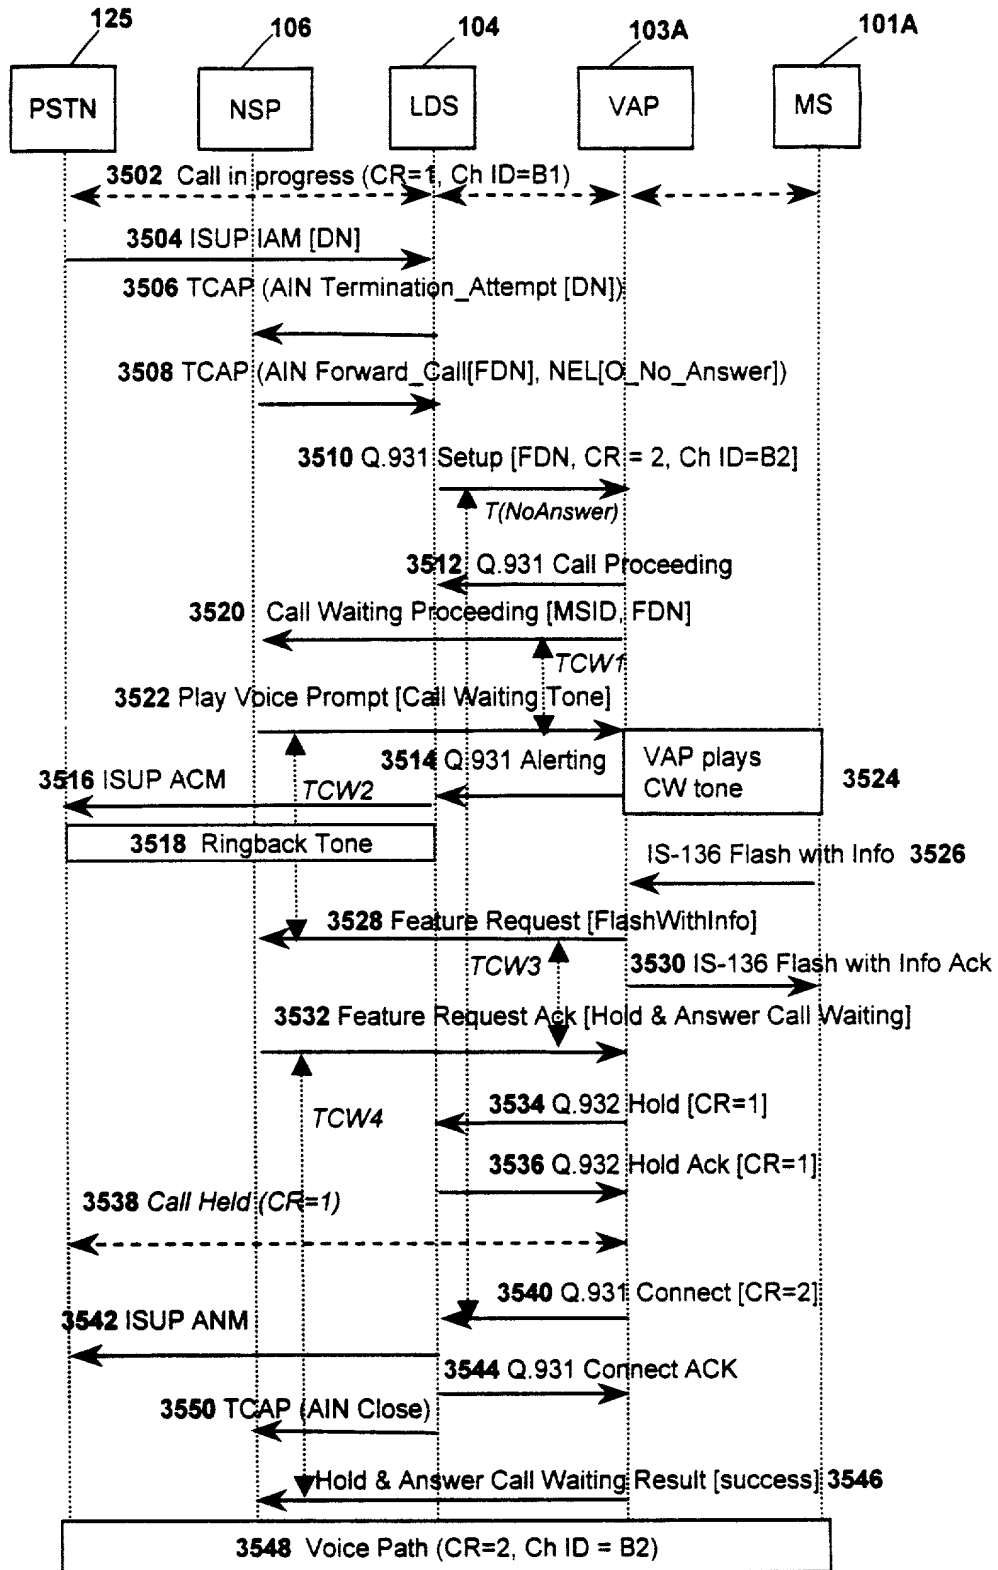 125 106 104 103A 101A
PSTN NSP LDS VAP MS
3502 Call in progress (CR=1, Ch ID=B1)
3504 ISUP IAM [DN]
3506 TCAP (AIN Termination_Attempt [DN])
3508 TCAP (AIN Forward_Call[FDN], NEL[O_No_Answer])
3510 Q.931 Setup [FDN, CR = 2, Ch ID=B2]
T(NoAnswer)
3512 Q.931 Call Proceeding
3520 Call Waiting Proceeding [MSID, FDN]
TCW1
3522 Play Voice Prompt [Call Waiting Tone]
3514 Q.931 Alerting
VAP plays
CW tone
3524
3516 ISUP ACM
TCW2
3518 Ringback Tone
IS-136 Flash with Info 3526
3528 Feature Request [FlashWithInfo]
TCW3
3530 IS-136 Flash with Info Ack
3532 Feature Request Ack [Hold & Answer Call Waiting]
TCW4
3534 Q.932 Hold [CR=1]
3536 Q.932 Hold Ack [CR=1]
3538 Call Held (CR=1)
3540 Q.931 Connect [CR=2]
3542 ISUP ANM
3544 Q.931 Connect ACK
3550 TCAP (AIN Close)
Hold & Answer Call Waiting Result [success] 3546
3548 Voice Path (CR=2, Ch ID = B2)